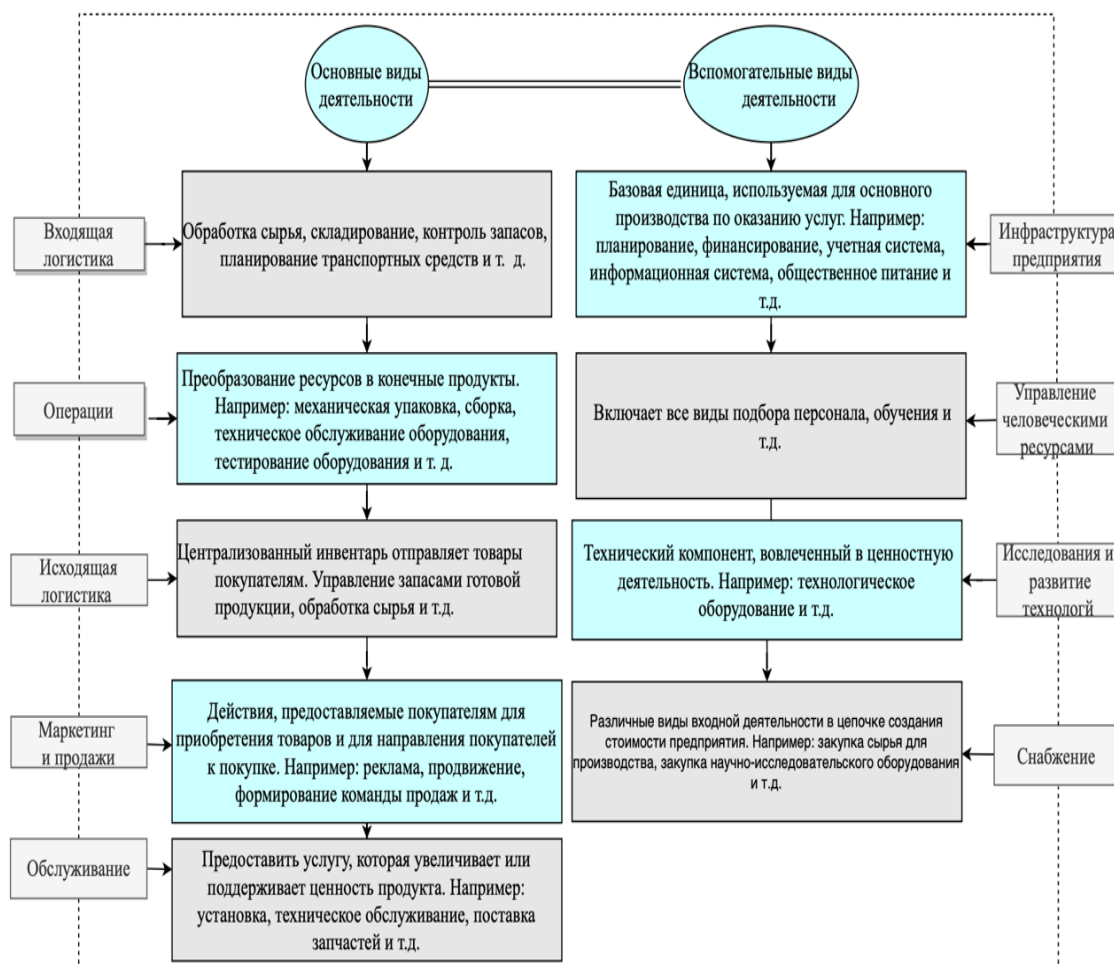 Основные виды
деятельности
Вспомогательные виды
деятельности
Входящая
логистика
Обработка сырья, складирование, контроль запасов,
планирование транспортных средств и т. д.
Базовая единица, используемая для основного
производства по оказанию услуг. Например:
планирование, финансирование, учетная система,
информационная система, общественное питание и
т.д.
Инфраструктура
предприятия
Операции
Преобразование ресурсов в конечные продукты.
Например: механическая упаковка, сборка,
техническое обслуживание оборудования,
тестирование оборудования и т. д.
Включает все виды подбора персонала, обучения и
т.д.
Управление
человеческими
ресурсами
Исходящая
логистика
Централизованный инвентарь отправляет товары
покупателям. Управление запасами готовой
продукции, обработка сырья и т.д.
Технический компонент, вовлеченный в ценностную
деятельность. Например: технологическое
оборудование и т.д.
Исследования и
развитие
технологй
Маркетинг
и продажи
Действия, предоставляемые покупателям для
приобретения товаров и для направления покупателей
к покупке. Например: реклама, продвижение,
формирование команды продаж и т.д.
Различные виды входной деятельности в цепочке создания
стоимости предприятия. Например: закупка сырья для
производства, закупка научно-исследовательского оборудования
и т.д.
Снабжение
Обслуживание
Предоставить услугу, которая увеличивает или
поддерживает ценность продукта. Например:
установка, техническое обслуживание, поставка
запчастей и т.д.